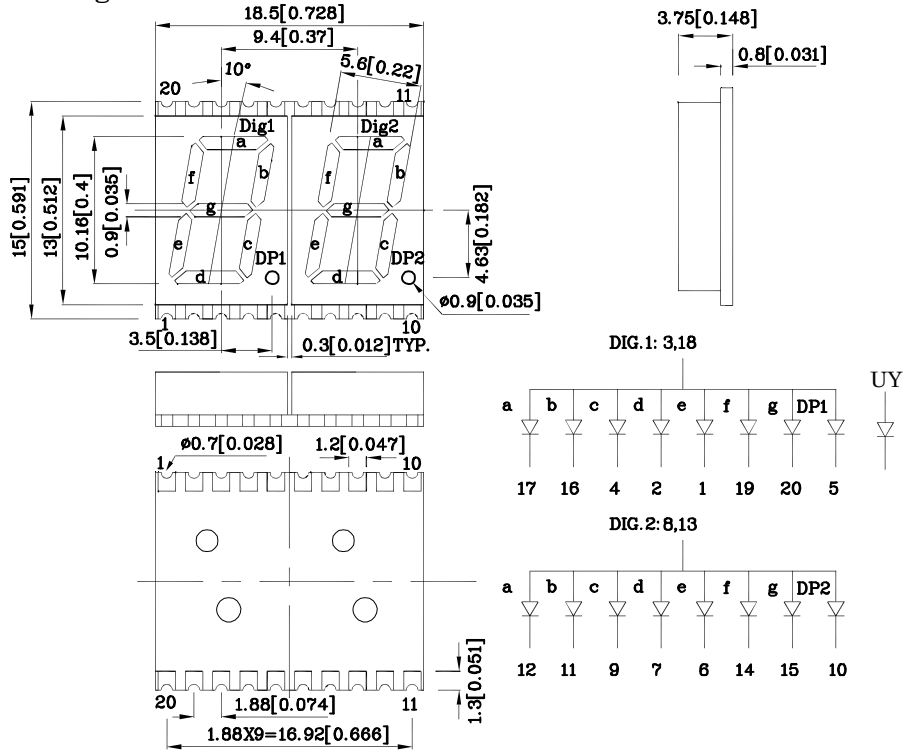 18.5[0.728]
9.4[0.37]
10°
5.6[0.22]
3.75[0.148]
0.8[0.031]
20
11
Dig1
Dig2
a
a
f
b
f
b
g
g
e
c
e
c
d
d
DP1
DP2
15[0.591]
13[0.512]
10.16[0.4]
0.9[0.035]
4.63[0.182]
ø0.9[0.035]
1
10
3.5[0.138]
0.3[0.012]TYP.
DIG.1: 3,18
UY
a b c d e f g DP1
17 16 4 2 1 19 20 5
ø0.7[0.028]
1.2[0.047]
1
10
DIG.2: 8,13
a b c d e f g DP2
12 11 9 7 6 14 15 10
20
11
1.88[0.074]
1.3[0.051]
1.88X9=16.92[0.666]